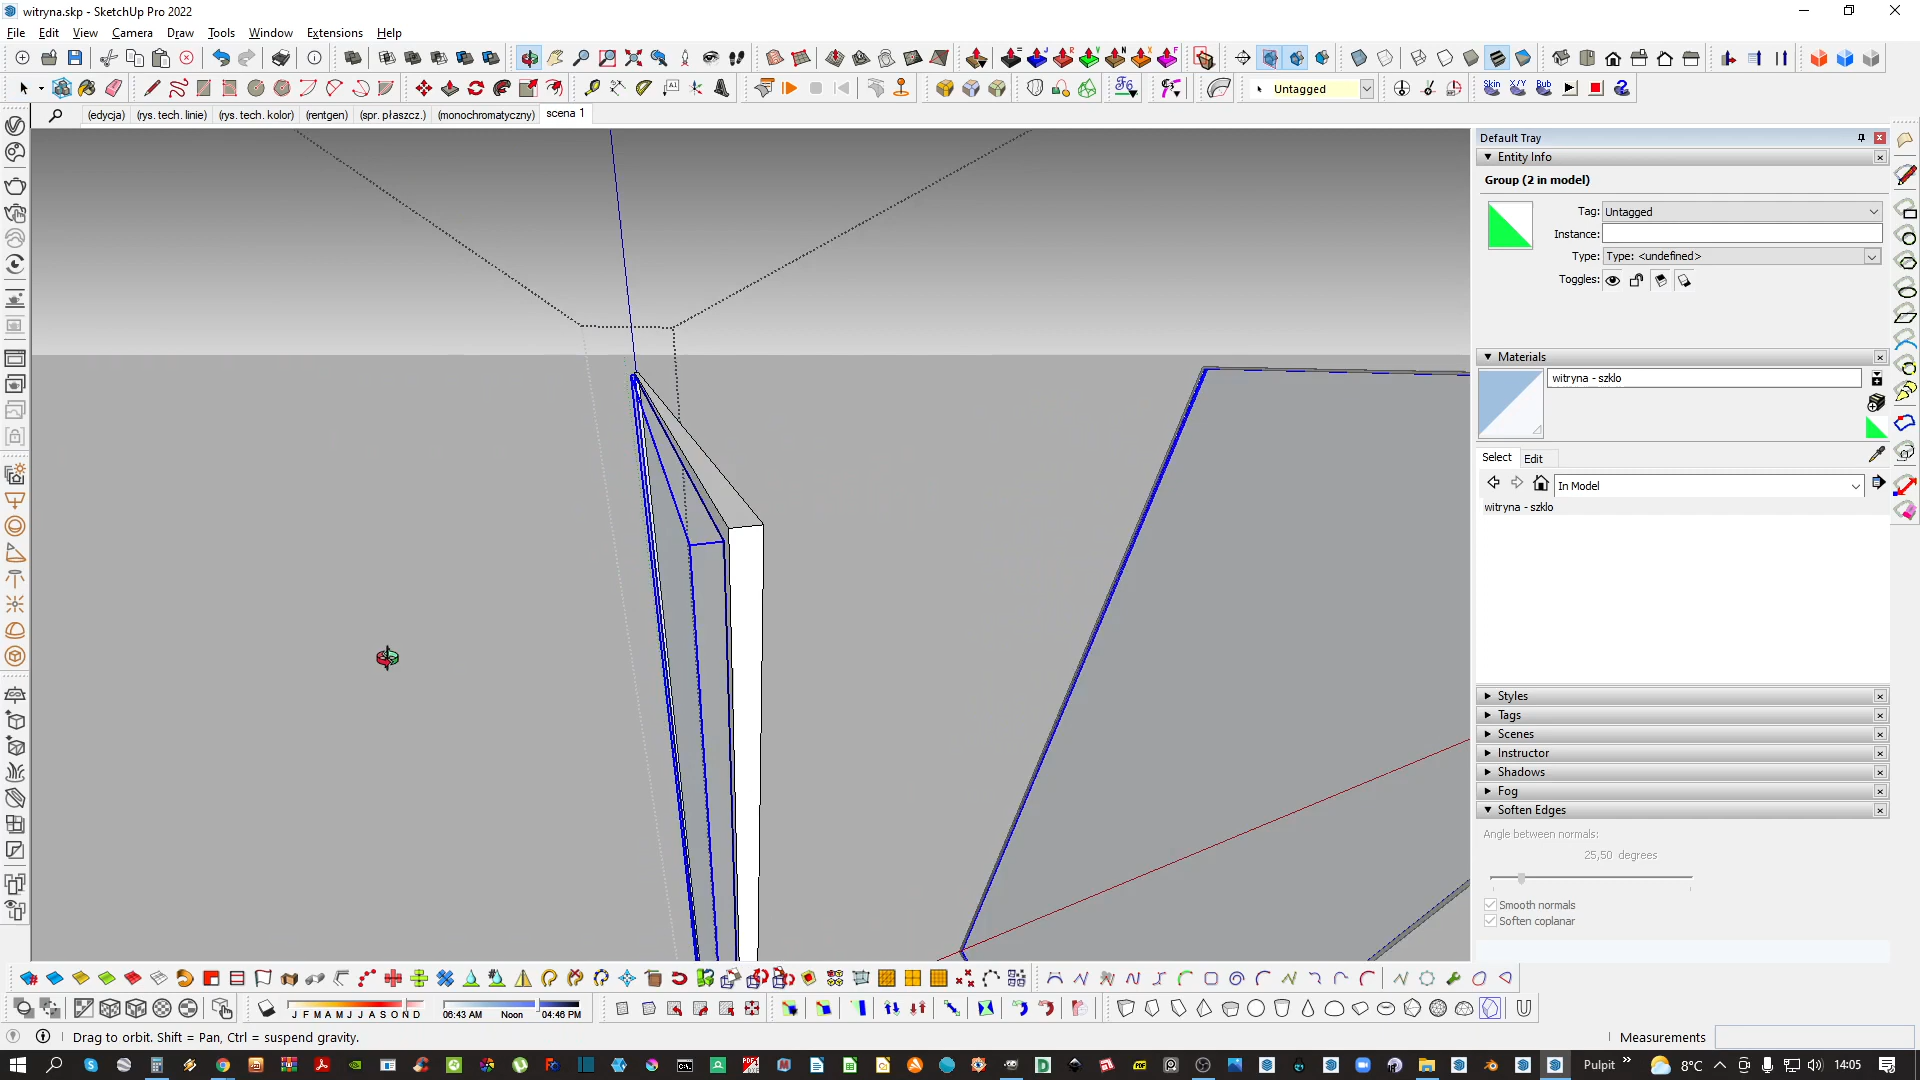 witryna.skp - SketchUp Pro 2022
File Edit View Camera Draw Tools Window Extensions Help
Untagged
Skin X/Y Bub
(edycja) (rys. tech. linie) (rys. tech. kolor) (rentgen) (spr. płaszcz.) (monochromatyczny) scena 1
Default Tray
Entity Info
Group (2 in model)
Tag: Untagged
Instance:
Type: Type: <undefined>
Toggles:
Materials
witryna - szklo
Select Edit
In Model
witryna - szklo
Styles
Tags
Scenes
Instructor
Shadows
Fog
Soften Edges
Angle between normals:
25,50 degrees
Smooth normals
Soften coplanar
J F M A M J J A S O N D
06:43 AM Noon 04:46 PM
Drag to orbit. Shift = Pan, Ctrl = suspend gravity.
Measurements
Pulpit
8°C
14:05